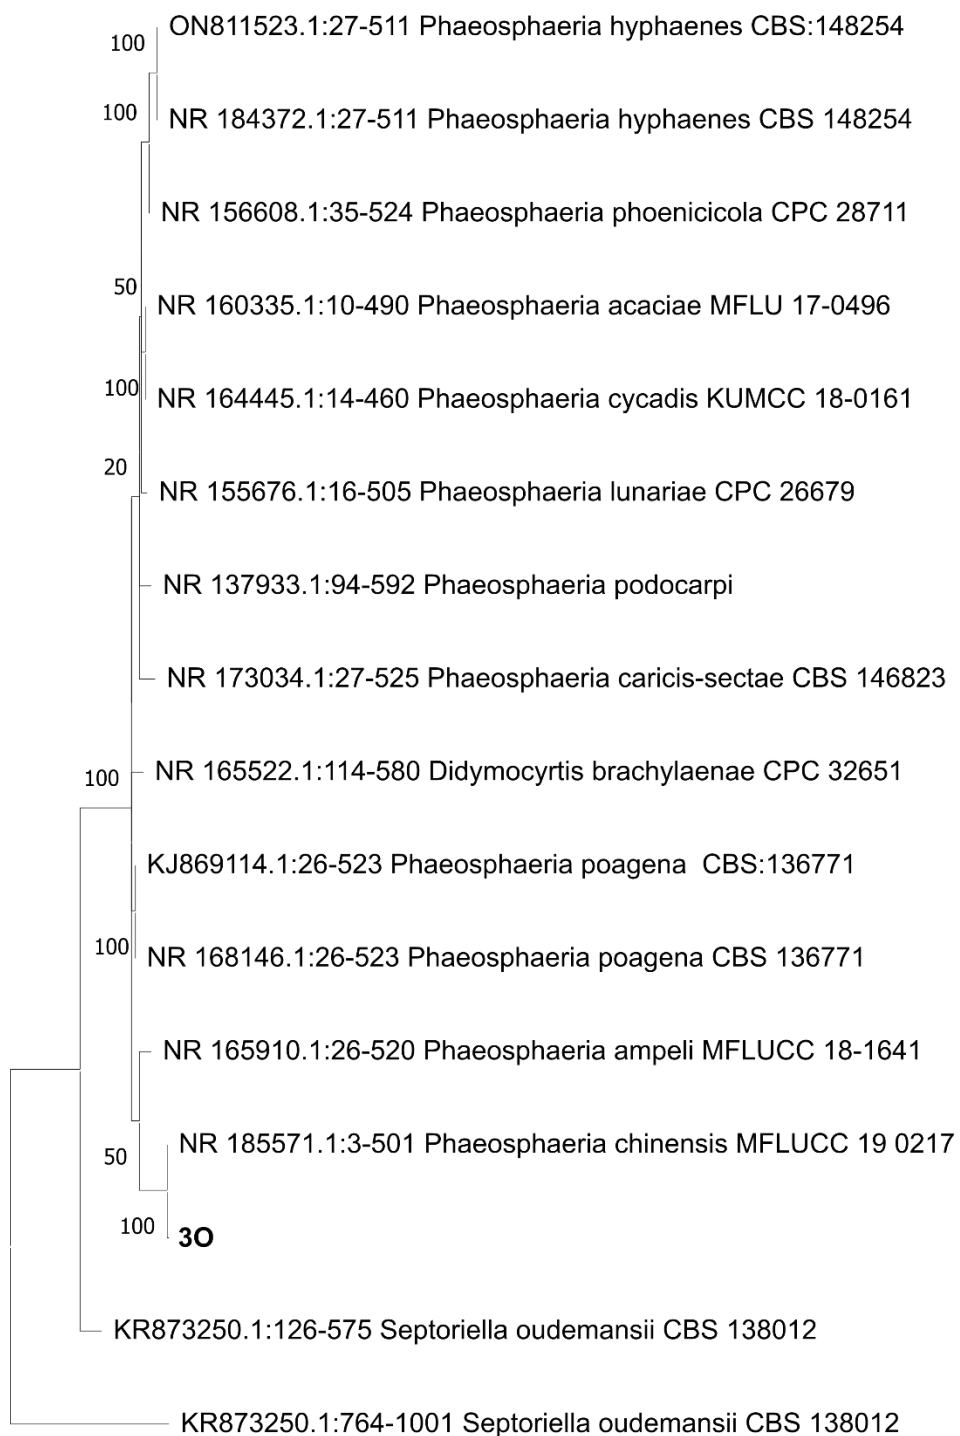 ON811523.1:27-511 Phaeosphaeria hyphaenes CBS:148254
100
100
NR 184372.1:27-511 Phaeosphaeria hyphaenes CBS 148254
NR 156608.1:35-524 Phaeosphaeria phoenicicola CPC 28711
50
NR 160335.1:10-490 Phaeosphaeria acaciae MFLU 17-0496
100
NR 164445.1:14-460 Phaeosphaeria cycadis KUMCC 18-0161
20
NR 155676.1:16-505 Phaeosphaeria lunariae CPC 26679
NR 137933.1:94-592 Phaeosphaeria podocarpi
NR 173034.1:27-525 Phaeosphaeria caricis-sectae CBS 146823
100
NR 165522.1:114-580 Didymocyrtis brachylaenae CPC 32651
KJ869114.1:26-523 Phaeosphaeria poagena CBS:136771
100
NR 168146.1:26-523 Phaeosphaeria poagena CBS 136771
NR 165910.1:26-520 Phaeosphaeria ampeli MFLUCC 18-1641
NR 185571.1:3-501 Phaeosphaeria chinensis MFLUCC 19 0217
50
100
3O
KR873250.1:126-575 Septoriella oudemansii CBS 138012
KR873250.1:764-1001 Septoriella oudemansii CBS 138012